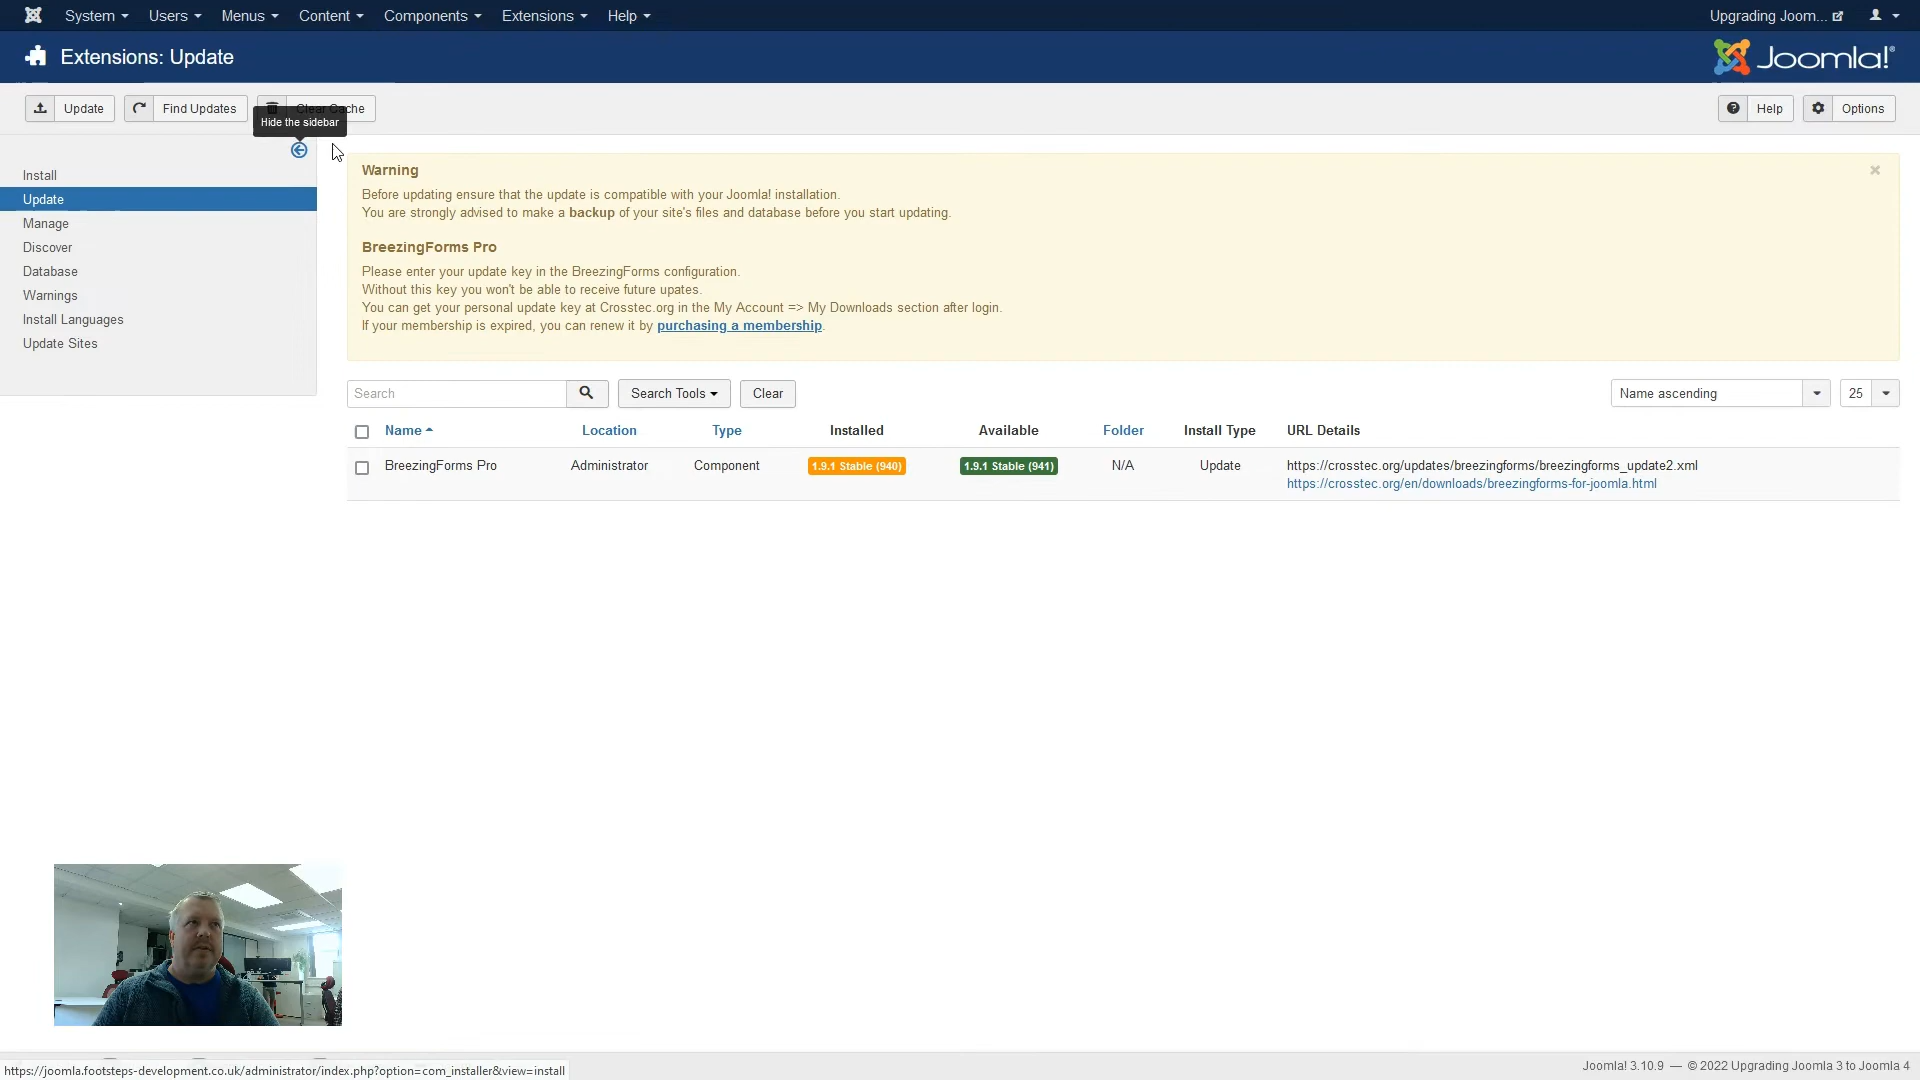 System Users Menus Content Components Extensions Help Upgrading Joom...
Extensions: Update Joomla!®
Update Find Updates Clear Cache Help Options
Hide the sidebar
Install
Update
Manage
Discover
Database
Warnings
Install Languages
Update Sites
Warning
Before updating ensure that the update is compatible with your Joomla! installation.
You are strongly advised to make a backup of your site's files and database before you start updating.
BreezingForms Pro
Please enter your update key in the BreezingForms configuration.
Without this key you won't be able to receive future upates.
You can get your personal update key at Crosstec.org in the My Account => My Downloads section after login.
If your membership is expired, you can renew it by purchasing a membership.
Search Search Tools Clear Name ascending 25
Name Location Type Installed Available Folder Install Type URL Details
BreezingForms Pro Administrator Component 1.9.1 Stable (940) 1.9.1 Stable (941) N/A Update https://crosstec.org/updates/breezingforms/breezingforms_update2.xml
https://crosstec.org/en/downloads/breezingforms-for-joomla.html
https://joomla.footsteps-development.co.uk/administrator/index.php?option=com_installer&view=install
Joomla! 3.10.9 — © 2022 Upgrading Joomla 3 to Joomla 4